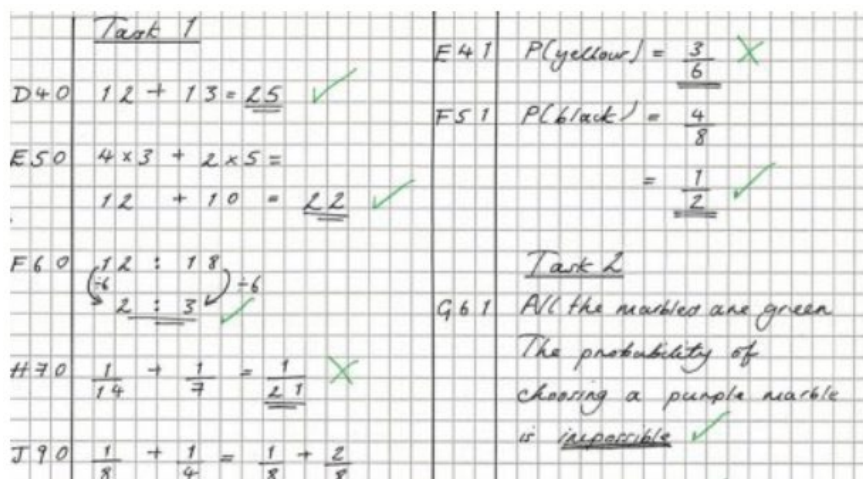 Task 1
D40 12 + 13 = 25
E50 4 × 3 + 2 × 5 =
12 + 10 = 22
F60 12 : 18
÷6 ÷6
2 : 3
H70 1/14 + 1/7 = 1/21
J90 1/8 + 1/4 = 1/8 + 2/8
E41 P(yellow) = 3/6
F51 P(black) = 4/8
= 1/2
Task 2
G61 All the marbles are green
The probability of
choosing a purple marble
is impossible